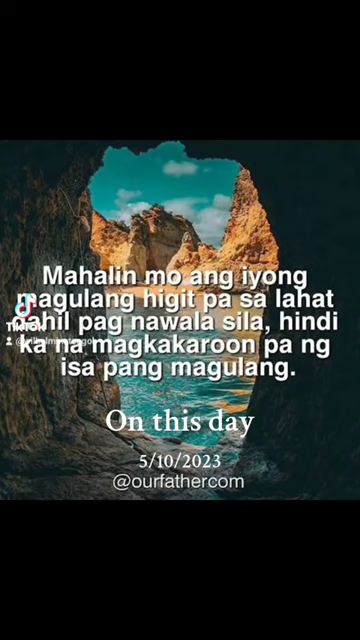 Mahalin mo ang iyong
magulang higit pa sa lahat
dahil pag nawala sila, hindi
TikTok
ka na magkakaroon pa ng
isa pang magulang.
On this day
5/10/2023
@ourfathercom